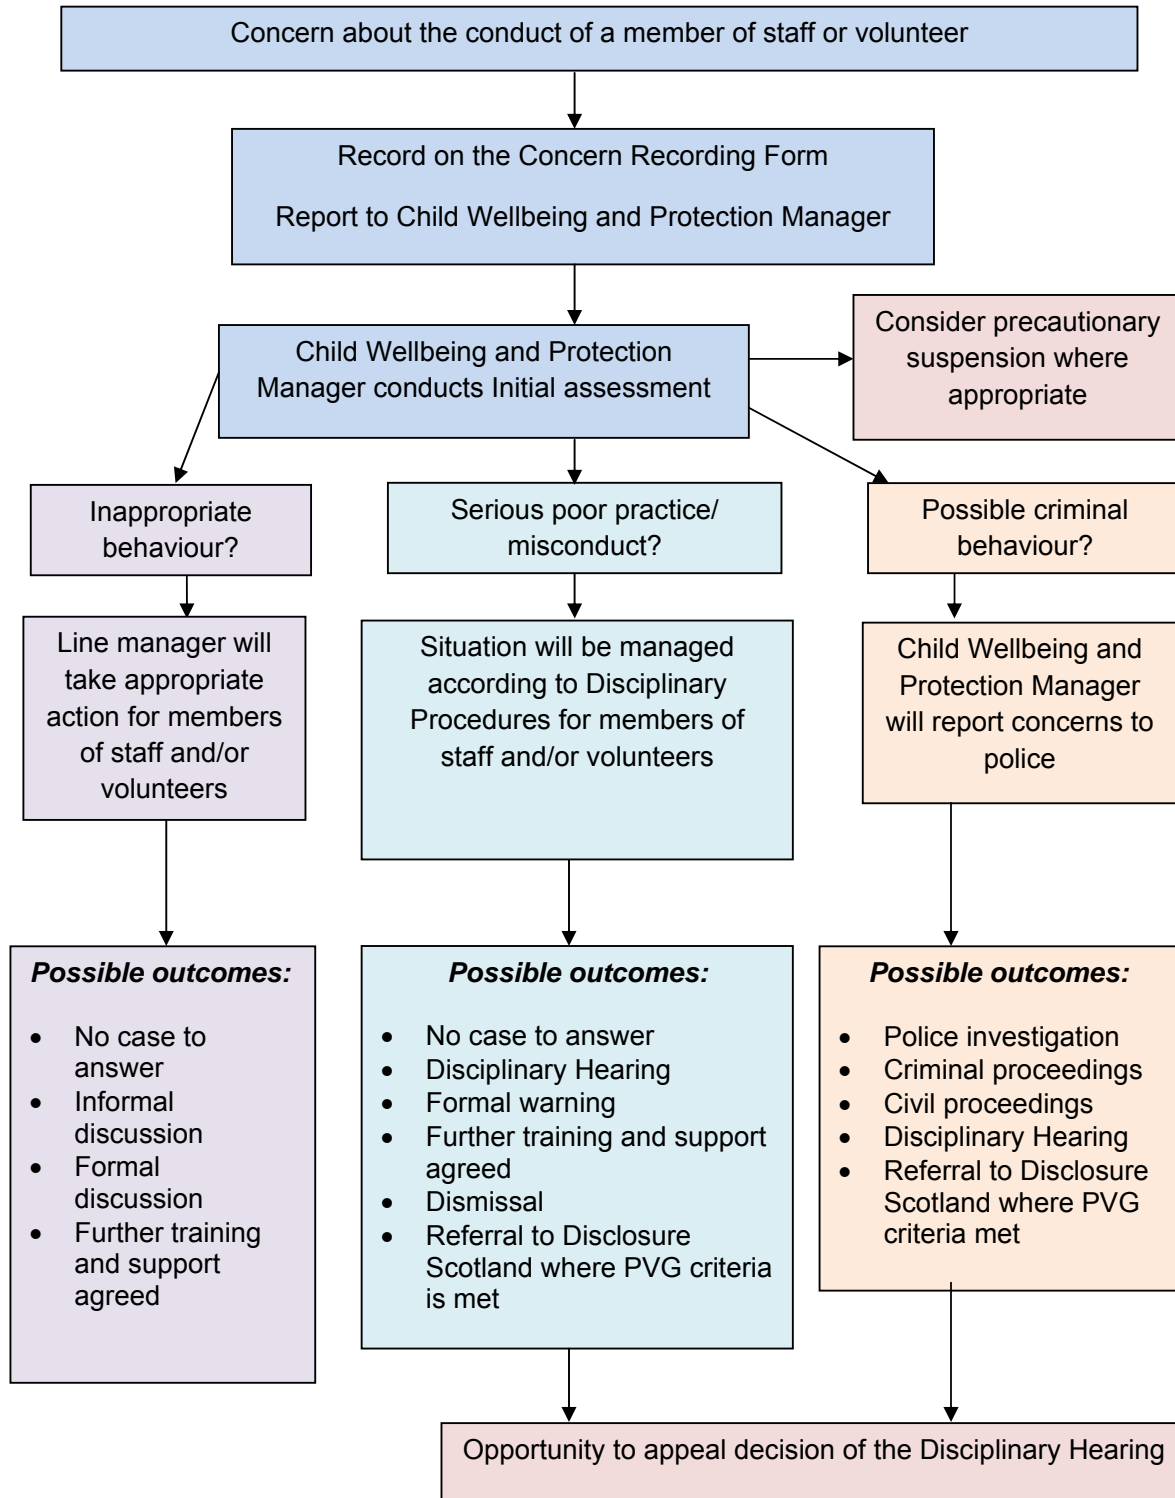 Concern about the conduct of a member of staff or volunteer
Record on the Concern Recording Form
Report to Child Wellbeing and Protection Manager
Child Wellbeing and Protection
Manager conducts Initial assessment
Consider precautionary
suspension where
appropriate
Inappropriate
behaviour?
Serious poor practice/
misconduct?
Possible criminal
behaviour?
Line manager will
take appropriate
action for members
of staff and/or
volunteers
Situation will be managed
according to Disciplinary
Procedures for members of
staff and/or volunteers
Child Wellbeing and
Protection Manager
will report concerns to
police
Possible outcomes:
• No case to
answer
• Informal
discussion
• Formal
discussion
• Further training
and support
agreed
Possible outcomes:
• No case to answer
• Disciplinary Hearing
• Formal warning
• Further training and support
agreed
• Dismissal
• Referral to Disclosure
Scotland where PVG criteria
is met
Possible outcomes:
• Police investigation
• Criminal proceedings
• Civil proceedings
• Disciplinary Hearing
• Referral to Disclosure
Scotland where PVG
criteria met
Opportunity to appeal decision of the Disciplinary Hearing